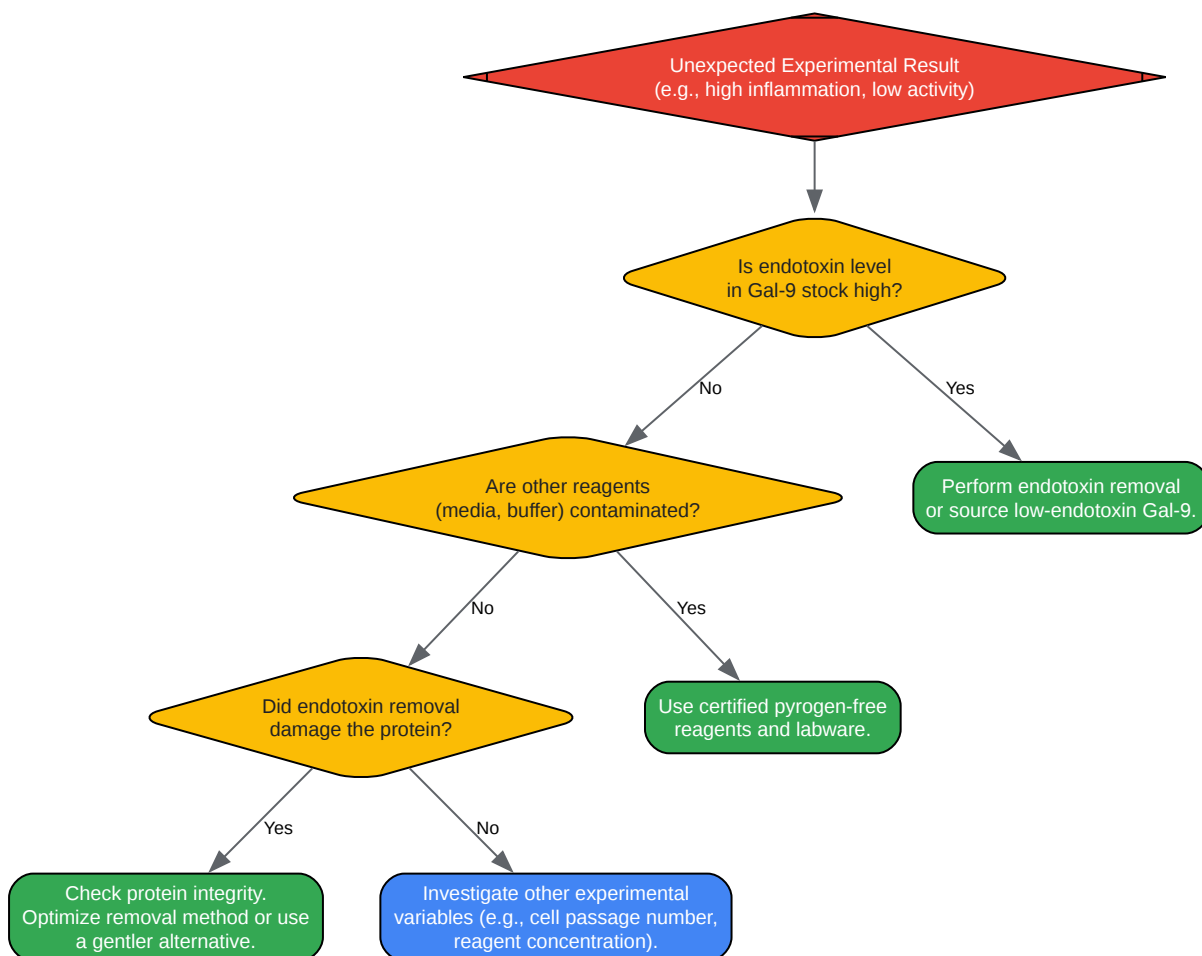 Unexpected Experimental Result
(e.g., high inflammation, low activity)
Is endotoxin level
in Gal-9 stock high?
No
Yes
Are other reagents
(media, buffer) contaminated?
Perform endotoxin removal
or source low-endotoxin Gal-9.
No
Yes
Did endotoxin removal
damage the protein?
Use certified pyrogen-free
reagents and labware.
Yes
No
Check protein integrity.
Optimize removal method or use
a gentler alternative.
Investigate other experimental
variables (e.g., cell passage number,
reagent concentration).